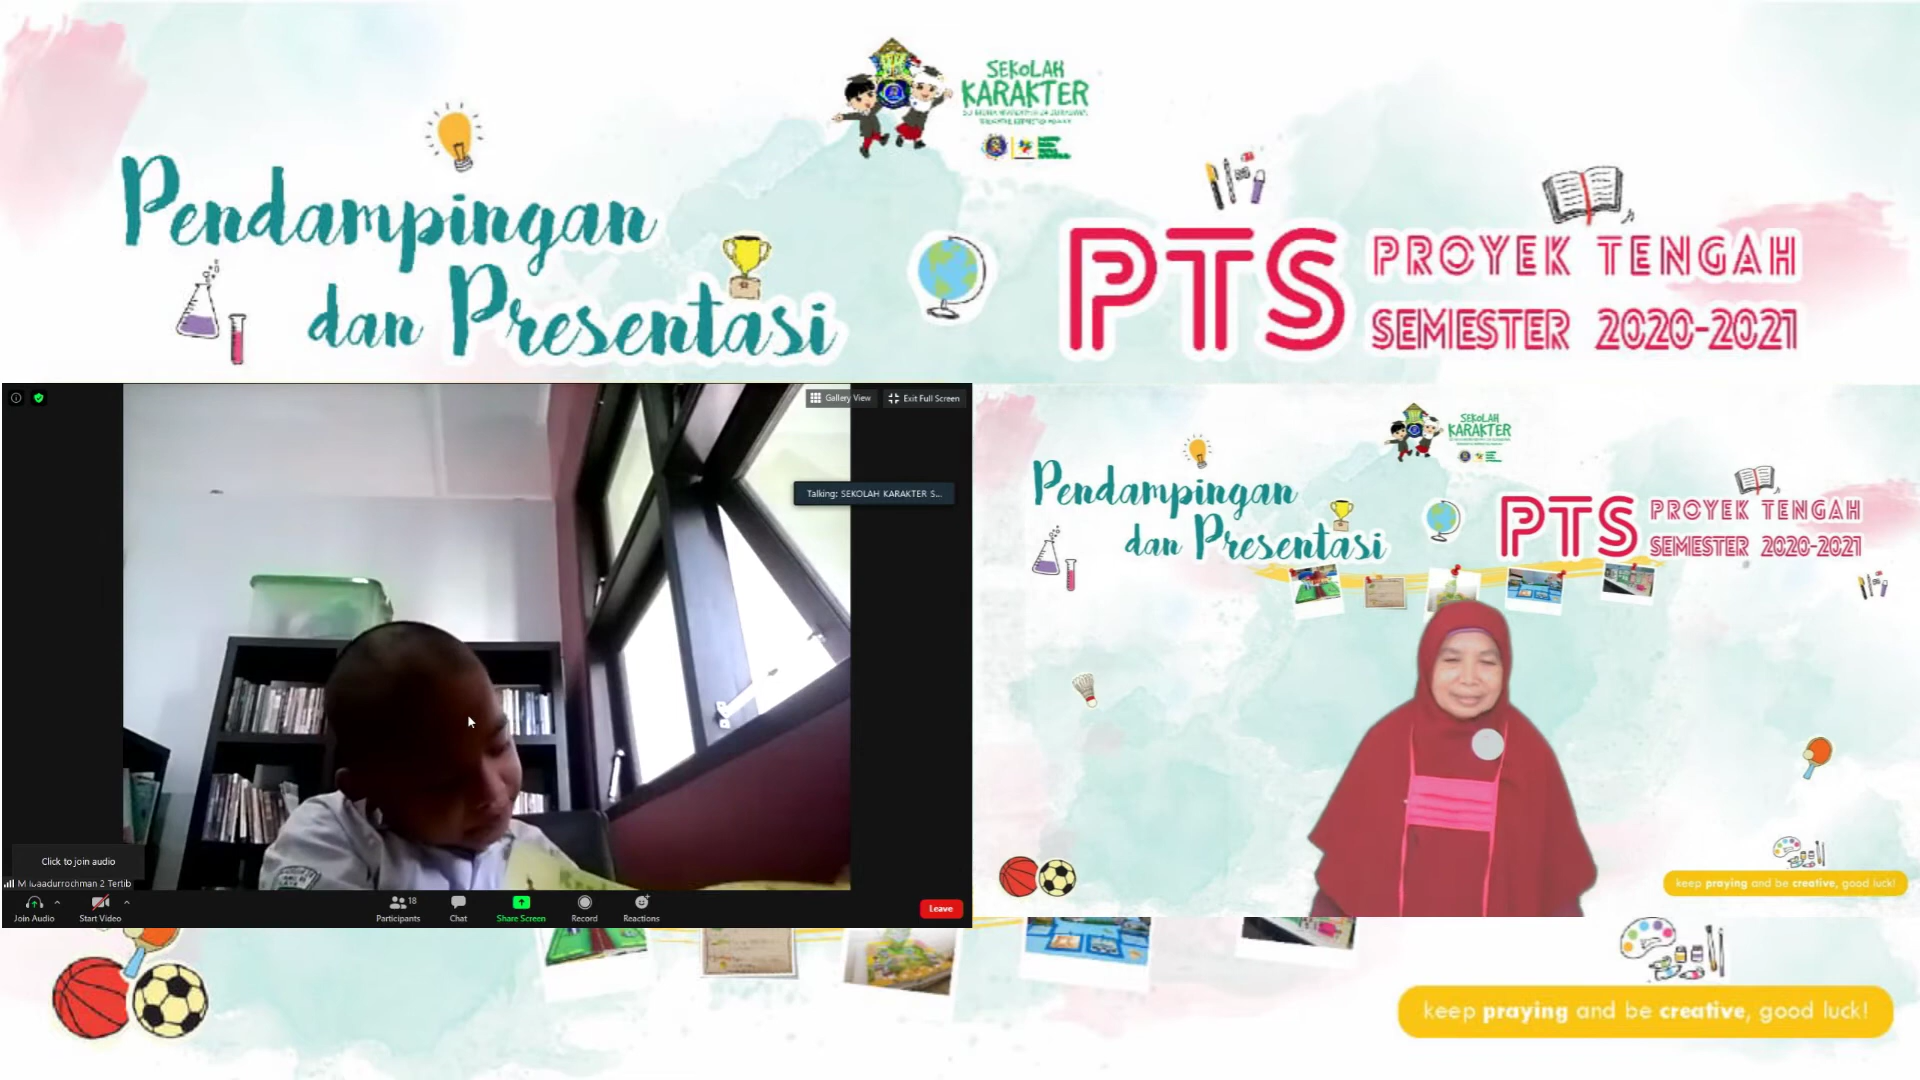 SEKOLAH
KARAKTER
Pendampingan
dan Presentasi
PTS
PROYEK TENGAH
SEMESTER 2020-2021
Gallery View
Exit Full Screen
Talking: SEKOLAH KARAKTER S...
Click to join audio
2 Tertib
Join Audio
Start Video
Participants
18
Chat
Share Screen
Record
Reactions
Leave
SEKOLAH
KARAKTER
Pendampingan
dan Presentasi
PTS
PROYEK TENGAH
SEMESTER 2020-2021
keep praying and be creative, good luck!
keep praying and be creative, good luck!